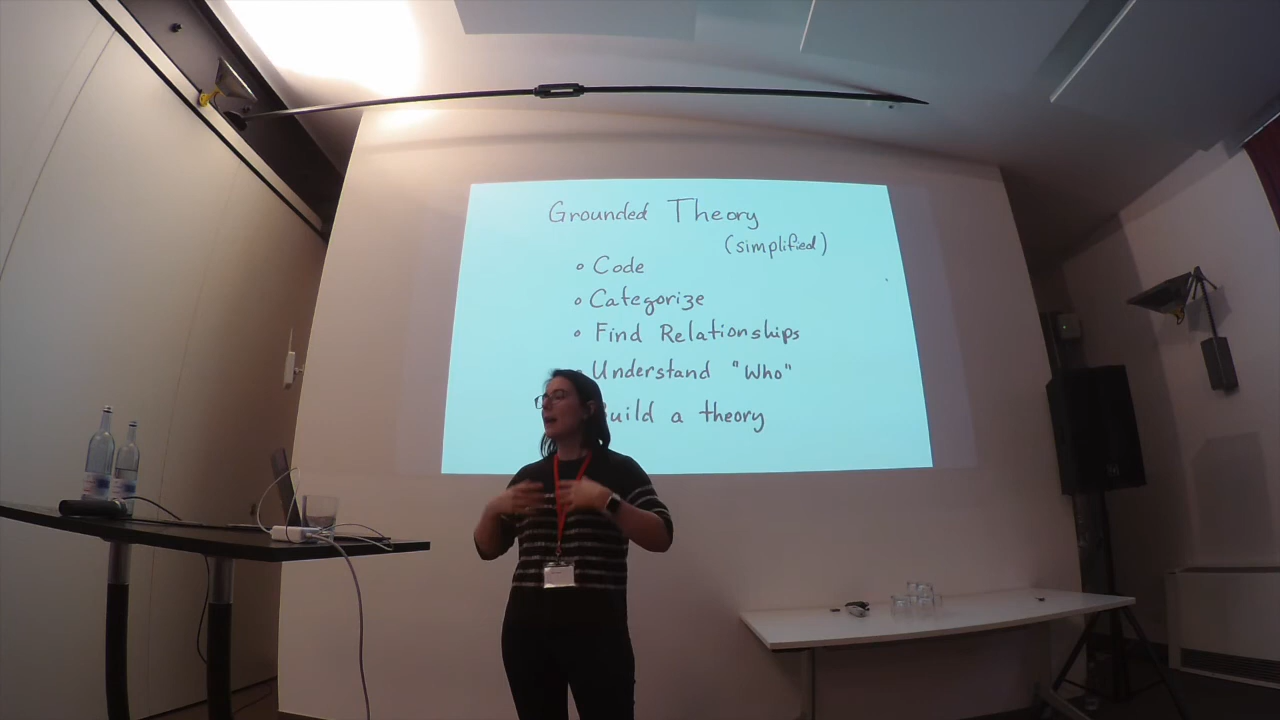 Grounded Theory
(simplified)
• Code
• Categorize
• Find Relationships
• Understand "Who"
uild a theory